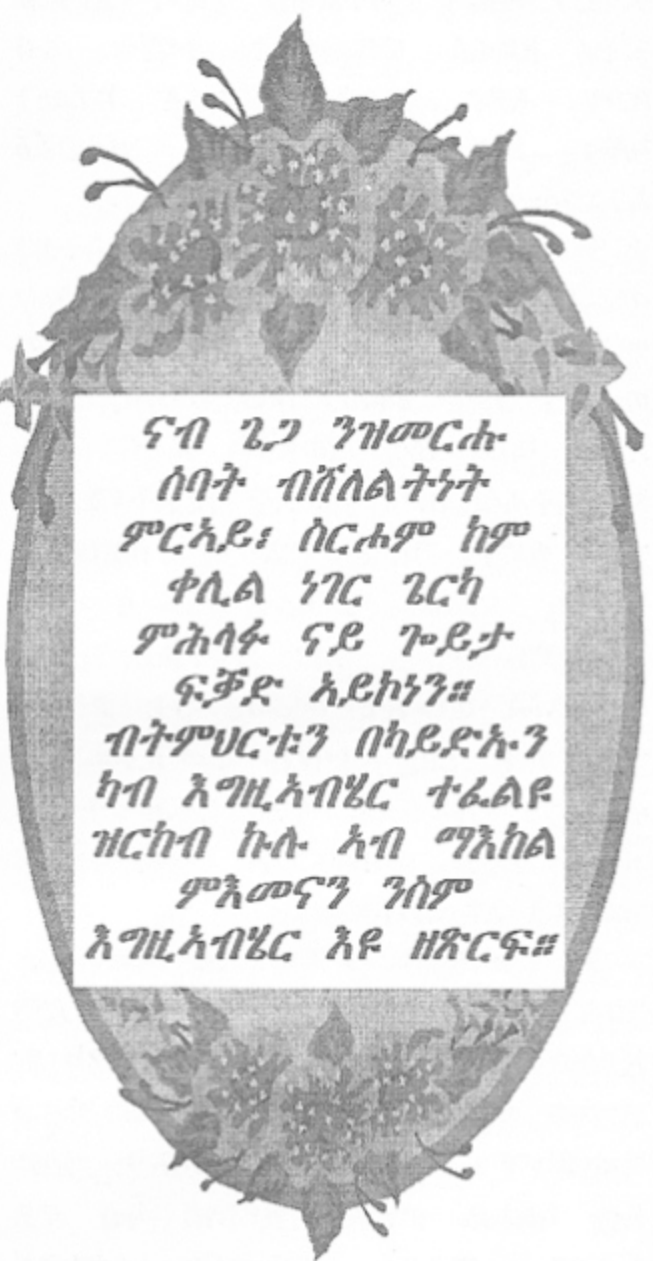 ናብ ጌጋ ንዝመርሑ
ሰባት ብሸለልትነት
ምርኣይ፣ ስርሖም ከም
ቀሊል ነገር ጌርካ
ምሕላፉ ናይ ጐይታ
ፍቓድ ኣይኮነን።
ብትምህርቱን በካይድኡን
ካብ እግዚኣብሄር ተፈልዩ
ዝርከብ ኩሉ ኣብ ማእከል
ምእመናን ንስም
እግዚኣብሄር እዩ ዘጽርፍ።